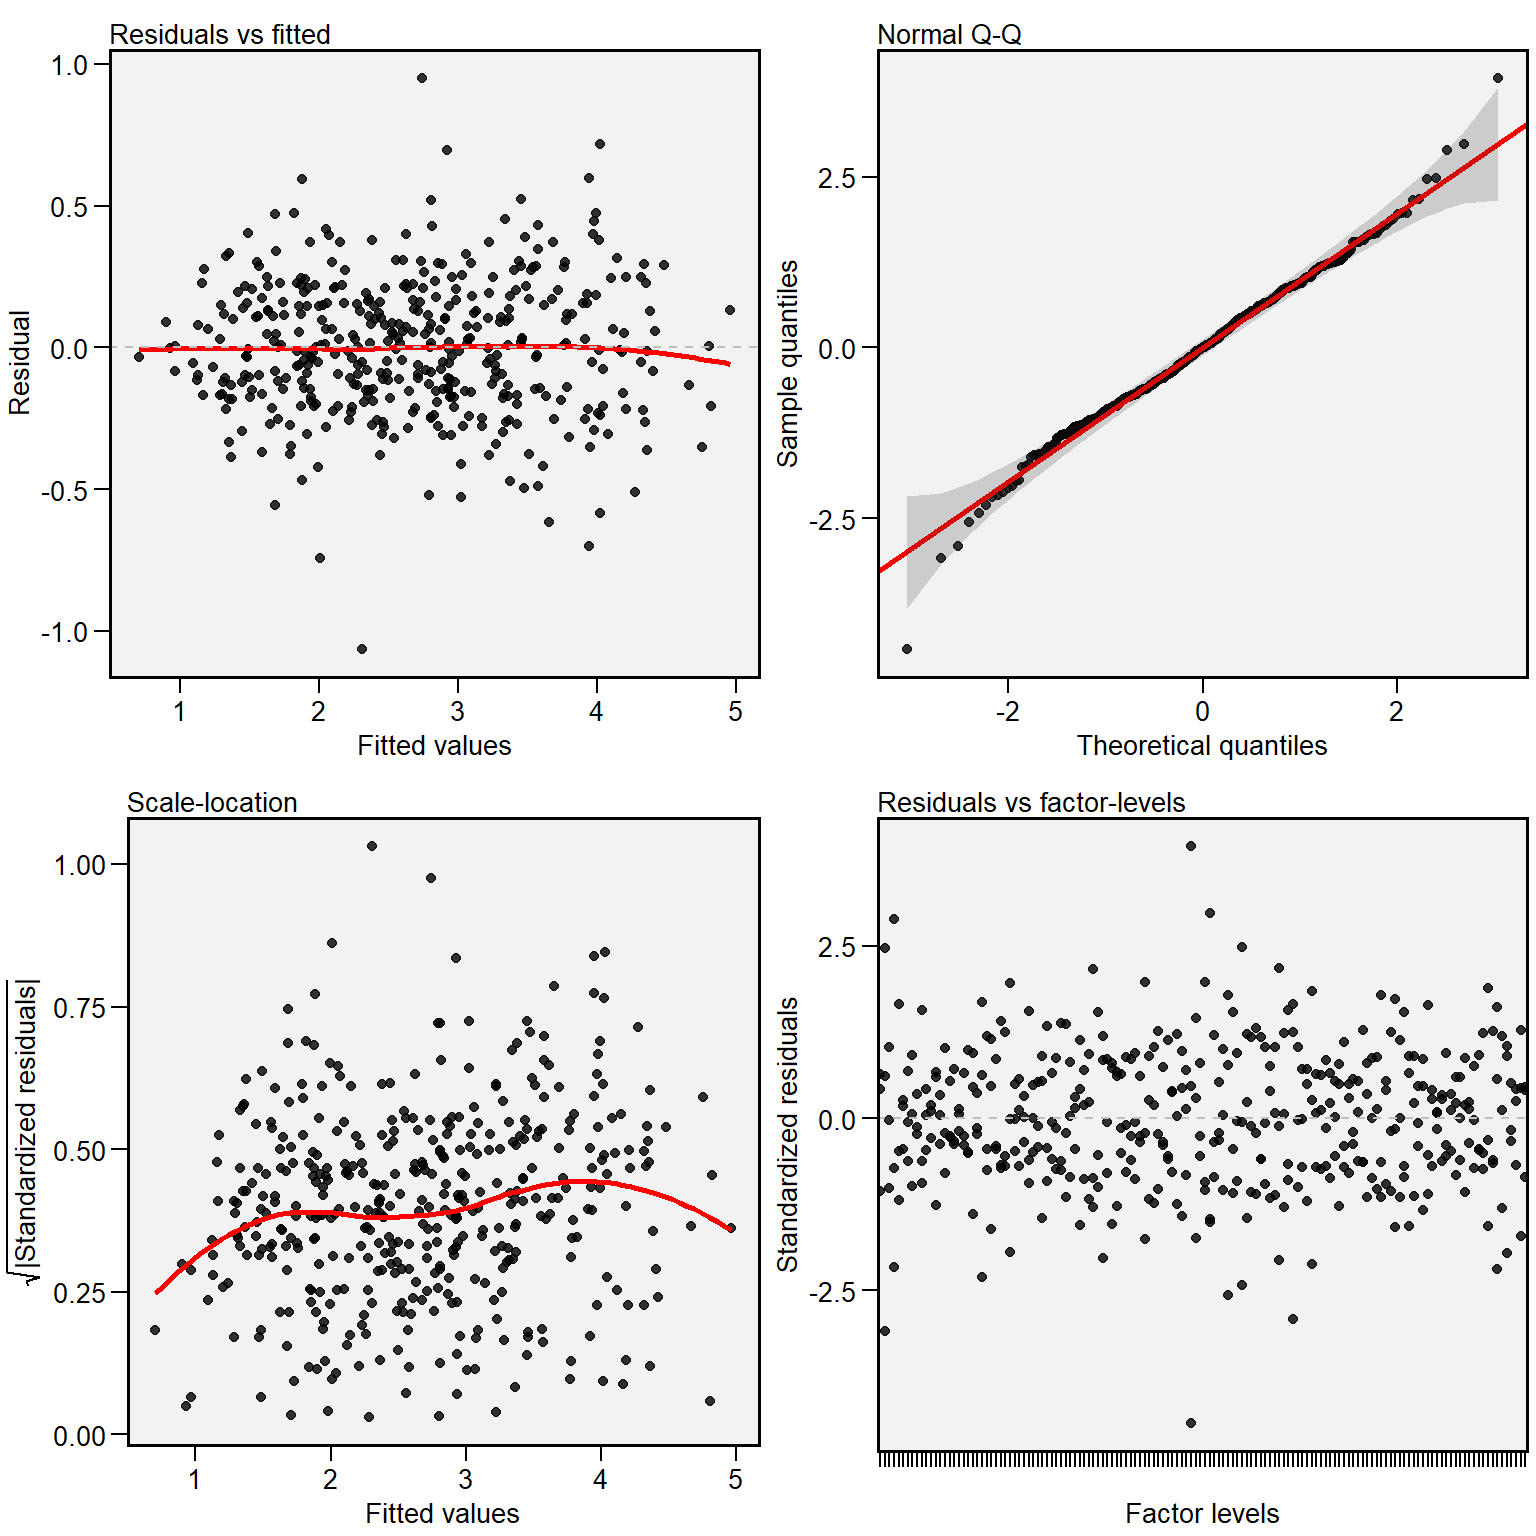 Residuals vs fitted
1.0
0.5
0.0
-0.5
-1.0
Residual
1 2 3 4 5
Fitted values
Normal Q-Q
2.5
0.0
-2.5
Sample quantiles
-2 0 2
Theoretical quantiles
Scale-location
1.00
0.75
0.50
0.25
0.00
√|Standardized residuals|
1 2 3 4 5
Fitted values
Residuals vs factor-levels
2.5
0.0
-2.5
Standardized residuals
Factor levels